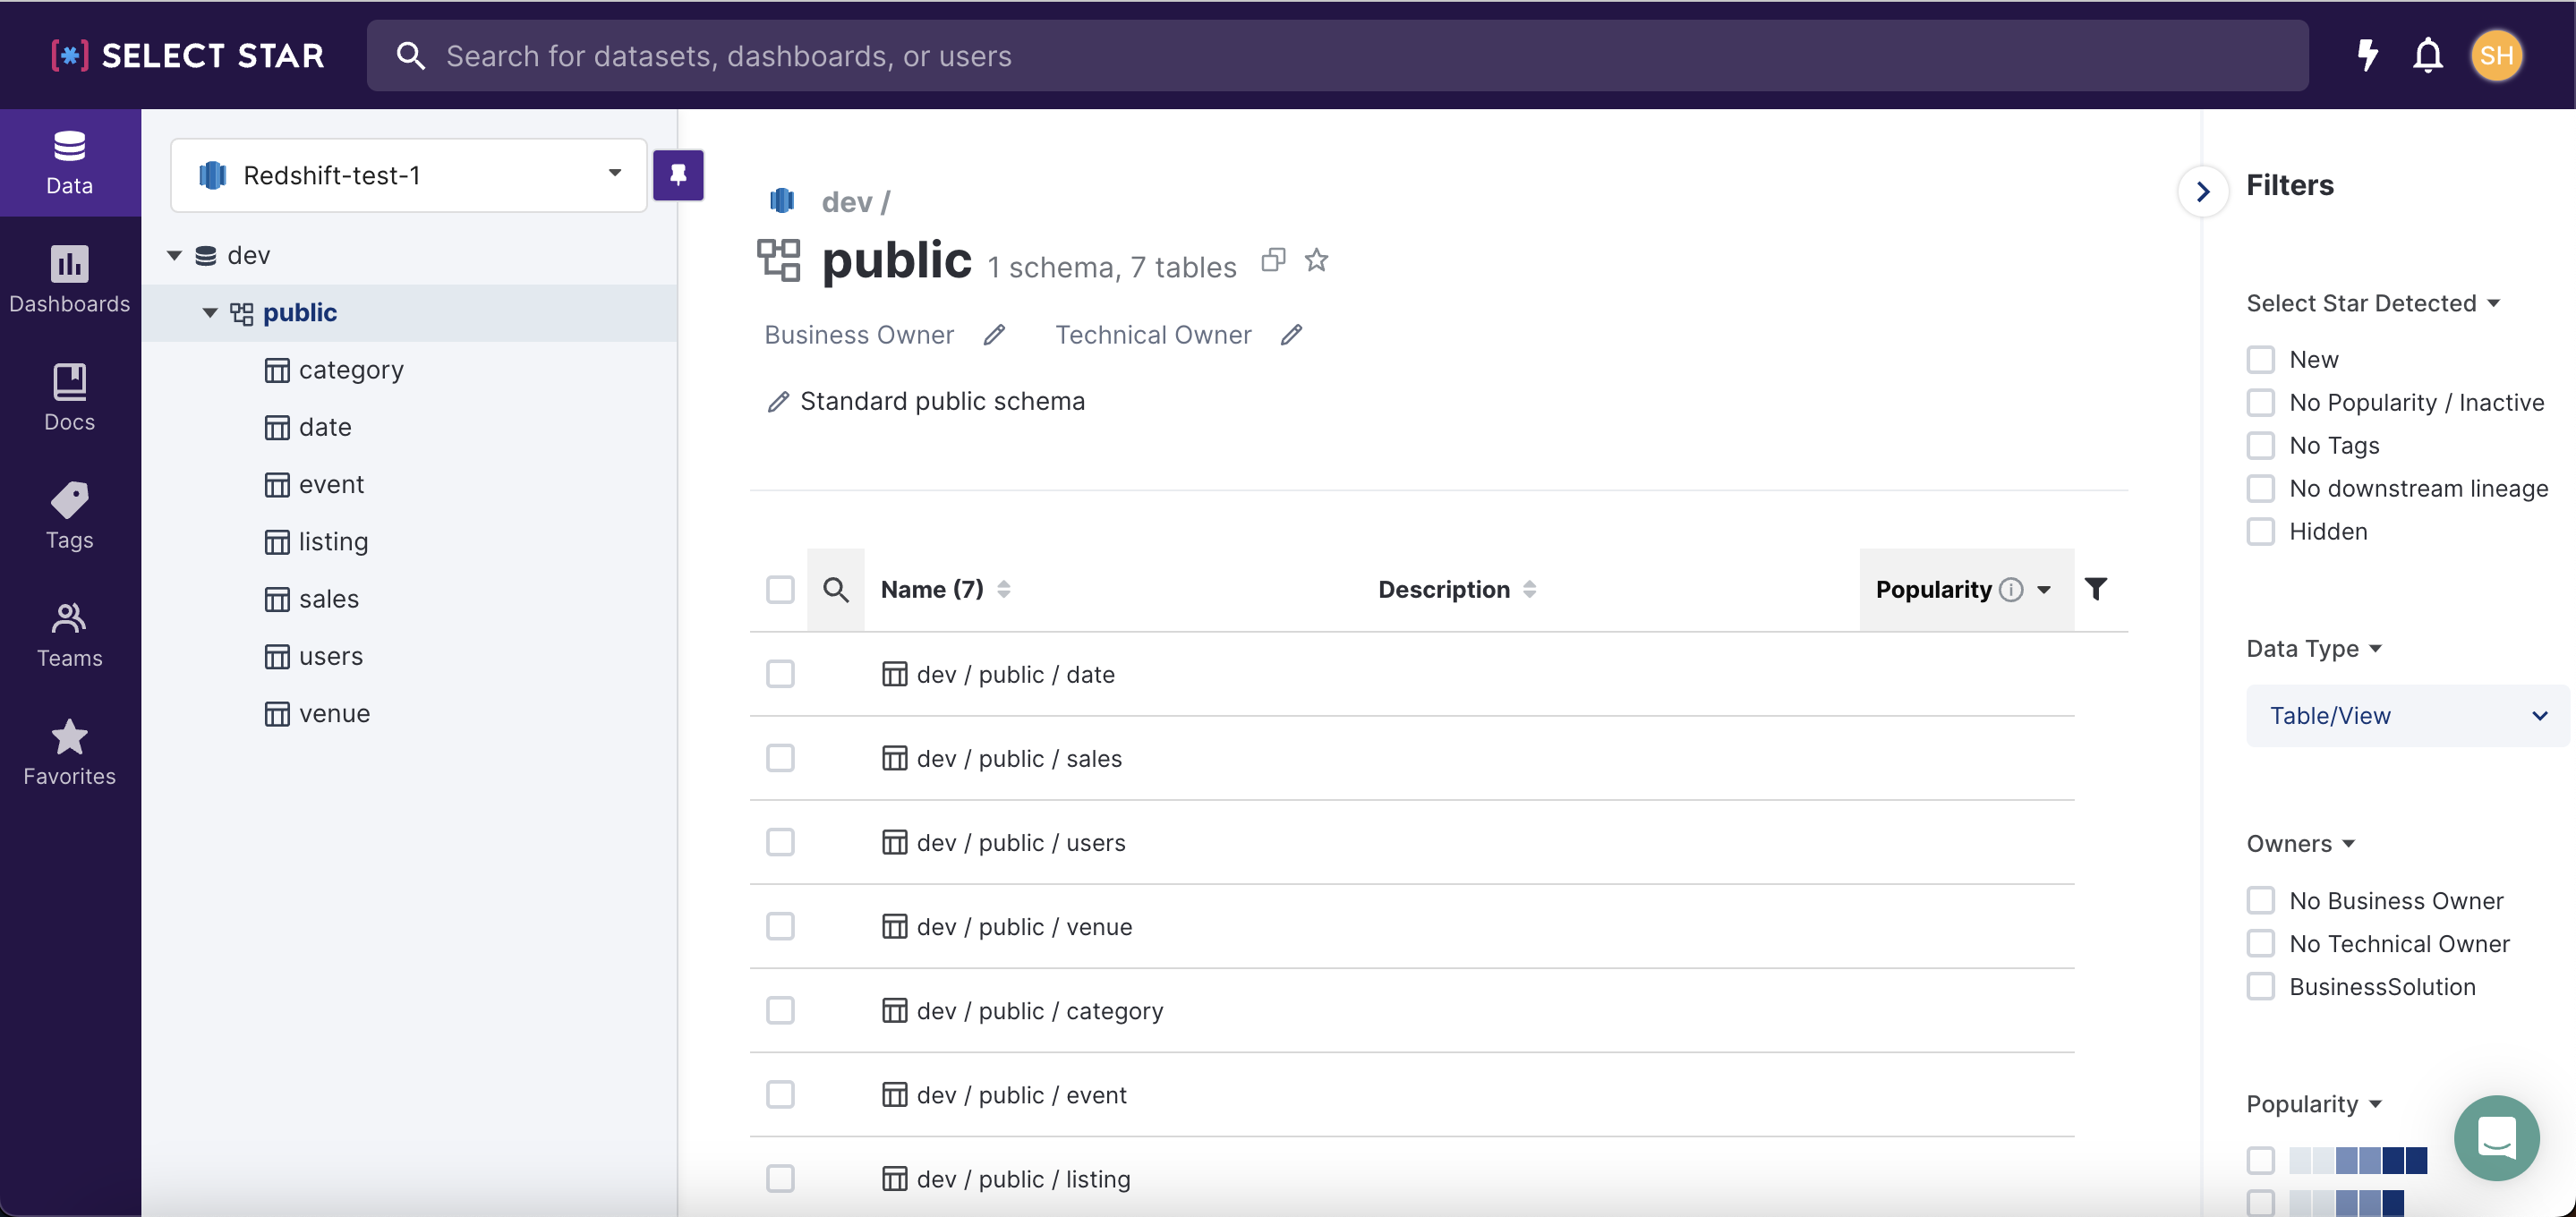 [*] SELECT STAR
Search for datasets, dashboards, or users
SH
Data
Dashboards
Docs
Tags
Teams
Favorites
Redshift-test-1
dev
public
category
date
event
listing
sales
users
venue
dev /
public 1 schema, 7 tables
Business Owner Technical Owner
Standard public schema
Name (7) Description Popularity
dev / public / date
dev / public / sales
dev / public / users
dev / public / venue
dev / public / category
dev / public / event
dev / public / listing
Filters
Select Star Detected
New
No Popularity / Inactive
No Tags
No downstream lineage
Hidden
Data Type
Table/View
Owners
No Business Owner
No Technical Owner
BusinessSolution
Popularity